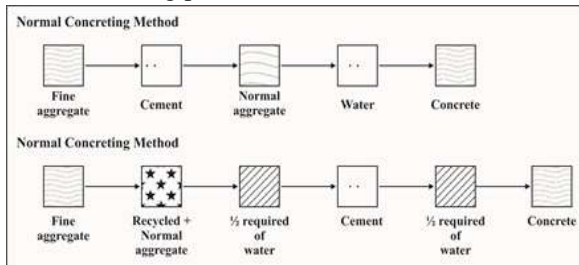 Normal Concreting Method
Fine
aggregate
Cement
Normal
aggregate
Water
Concrete
Normal Concreting Method
Fine
aggregate
Recycled +
Normal
aggregate
½ required
of
water
Cement
½ required
of
water
Concrete